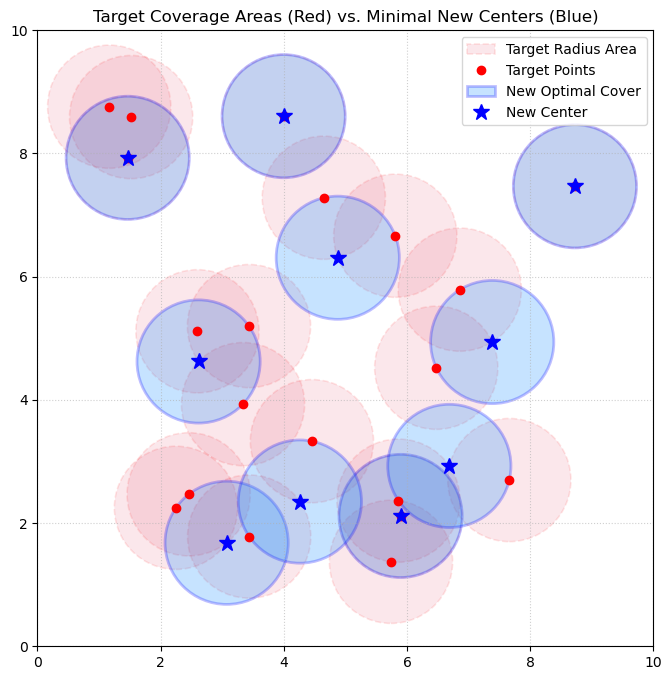 Target Coverage Areas (Red) vs. Minimal New Centers (Blue)
Target Radius Area
Target Points
New Optimal Cover
New Center
10
8
6
4
2
0
0 2 4 6 8 10